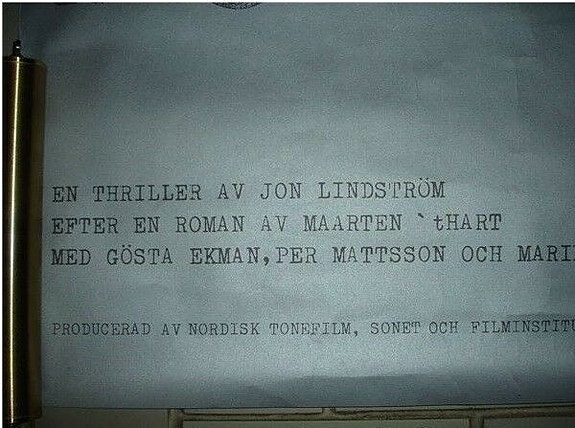 EN THRILLER AV JON LINDSTRÖM
EFTER EN ROMAN AV MAARTEN `tHART
MED GÖSTA EKMAN, PER MATTSSON OCH
PRODUCERAD AV NORDISK TONEFILM, SONET OCH